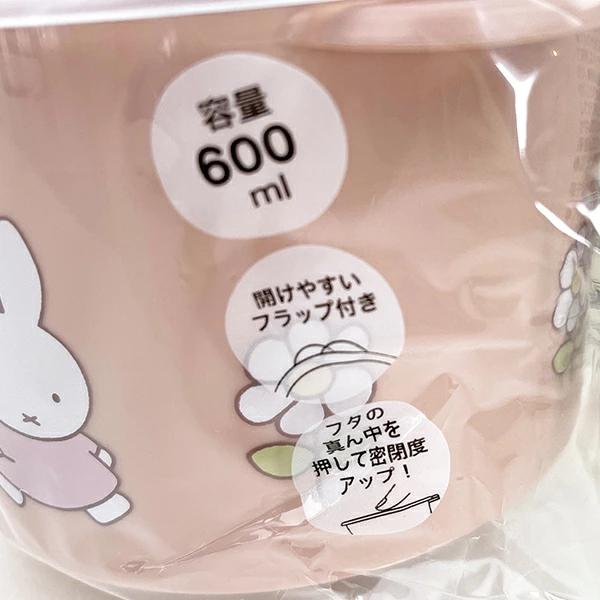 容量
600
ml
開けやすい
フラップ付き
フタの
真ん中を
押して密閉度
アップ！